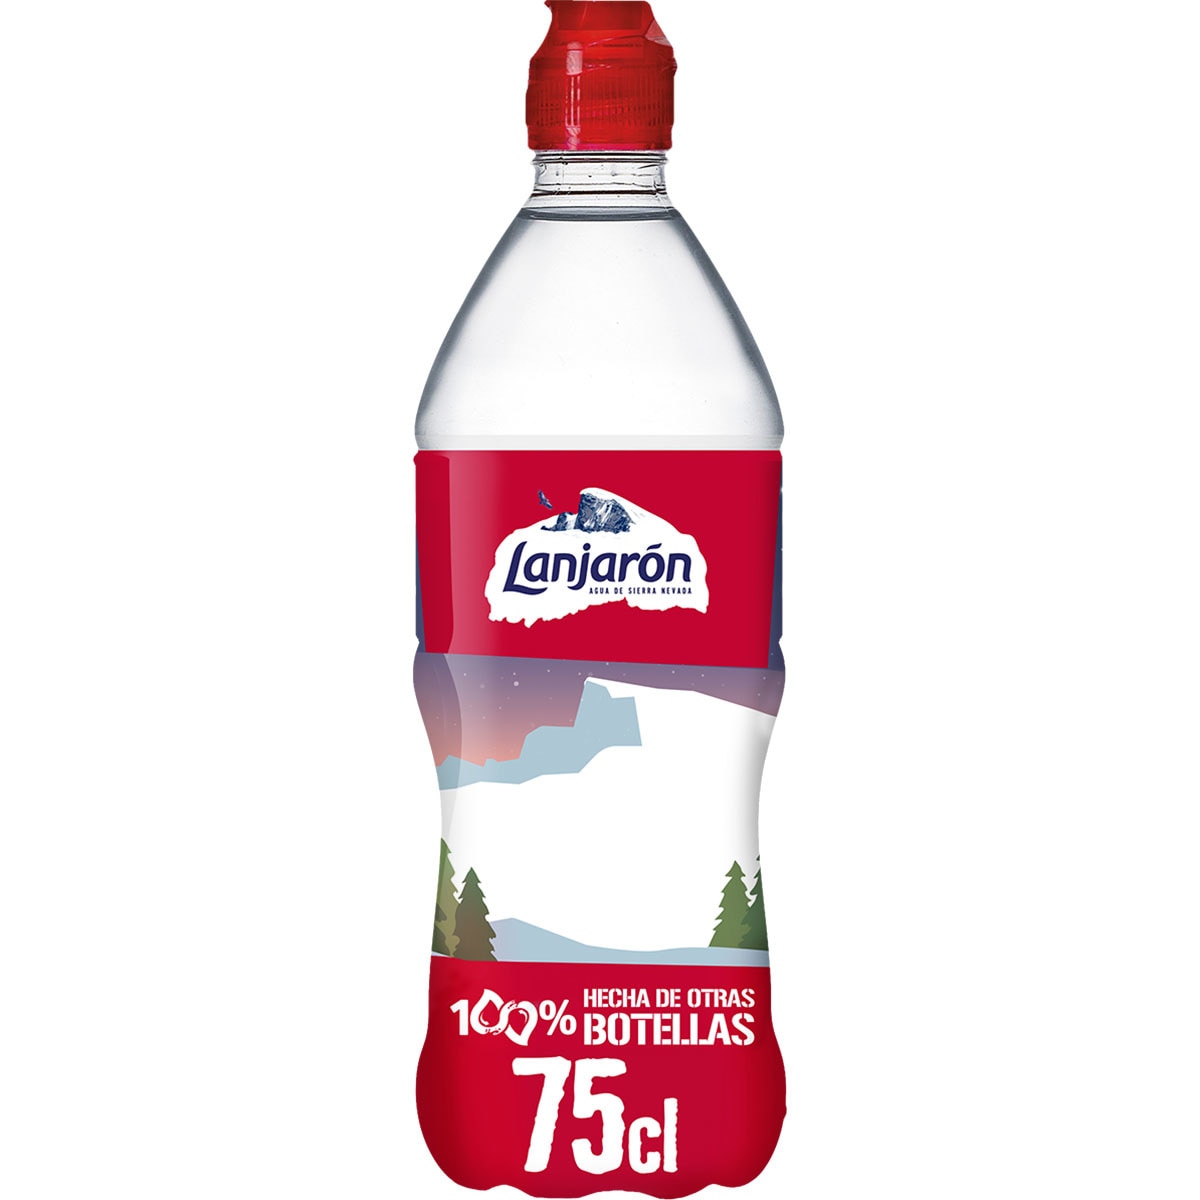 Lanjarón
AGUA DE SIERRA NEVADA
100% HECHA DE OTRAS
BOTELLAS
75cl